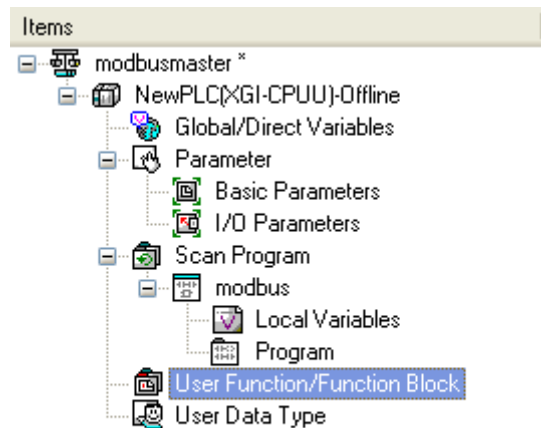 Items
modbusmaster *
NewPLC(XGI-CPUU)-Offline
Global/Direct Variables
Parameter
Basic Parameters
I/O Parameters
Scan Program
modbus
Local Variables
Program
User Function/Function Block
User Data Type